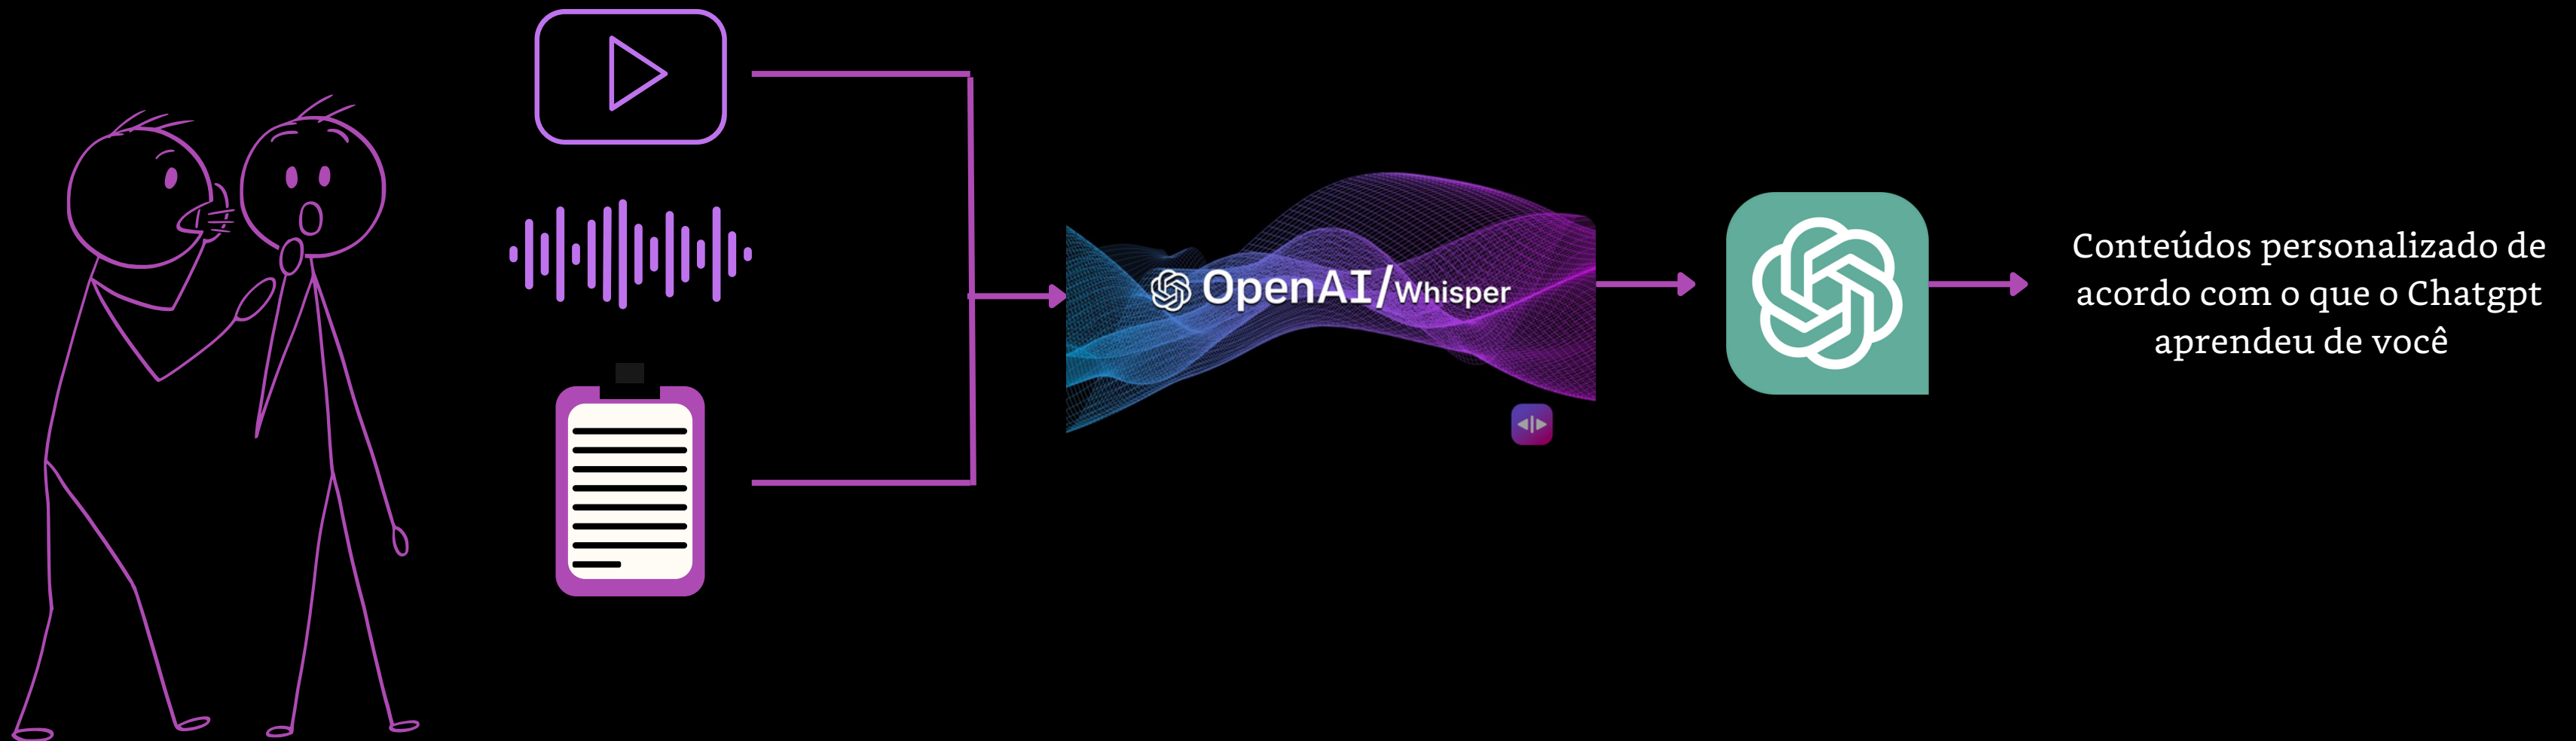 OpenAI/Whisper
Conteúdos personalizado de
acordo com o que o Chatgpt
aprendeu de você